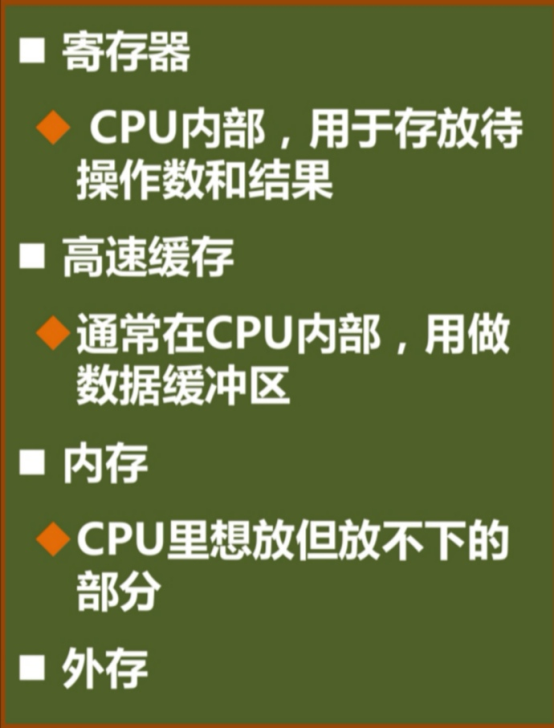 寄存器
CPU内部，用于存放待
操作数和结果
高速缓存
通常在CPU内部，用做
数据缓冲区
内存
CPU里想放但放不下的
部分
外存